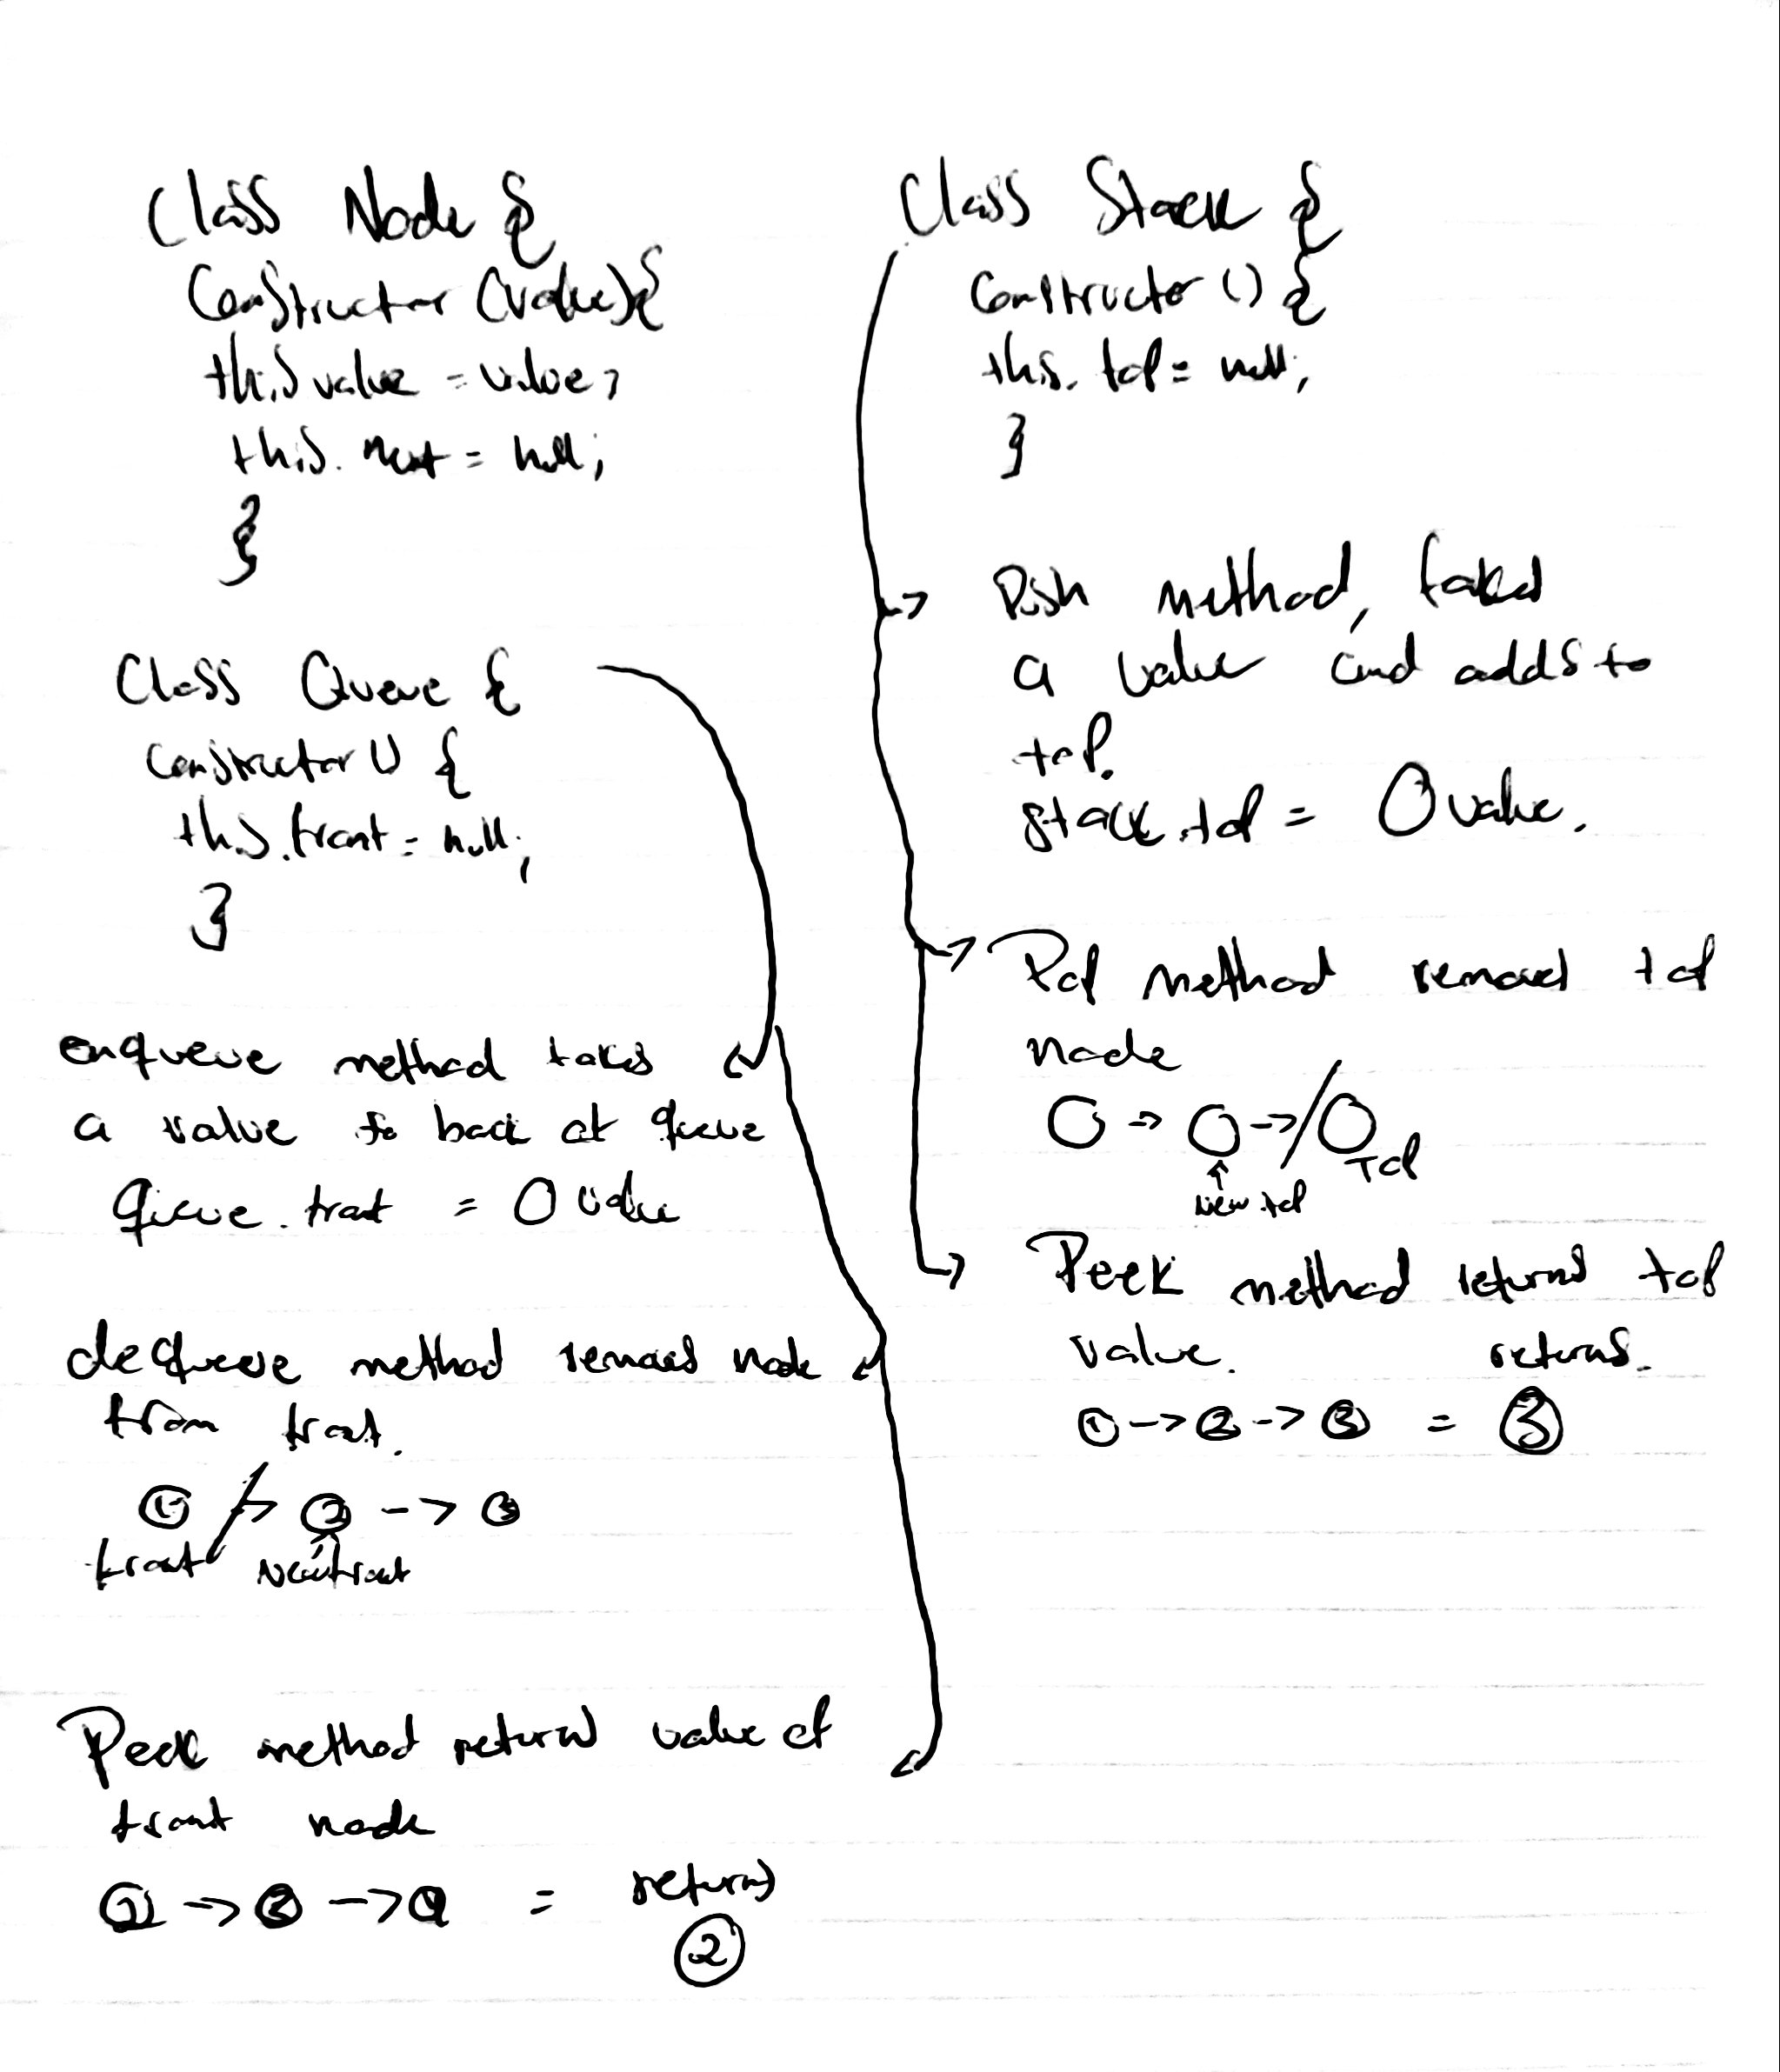 Class Node {
Constructor (value){
this value = value;
this. next = null;
}
Class Queue {
Constructor () {
this.front = null;
}
enqueue method takes
a value to back of queue
Queue. front = O value
dequeue method removes node
from front.
① -> ② -> ③
front New front
Peek method returns value of
front node
② -> ③ -> ④ = returns
②
Class Stack {
Constructor () {
this. top = null;
}
Push method, takes
a value and adds to
top.
stack.top = O value.
Pop method removes top
node
O -> O -> O
Top
New top
Peek method returns top
value. returns.
① -> ② -> ③ = ③